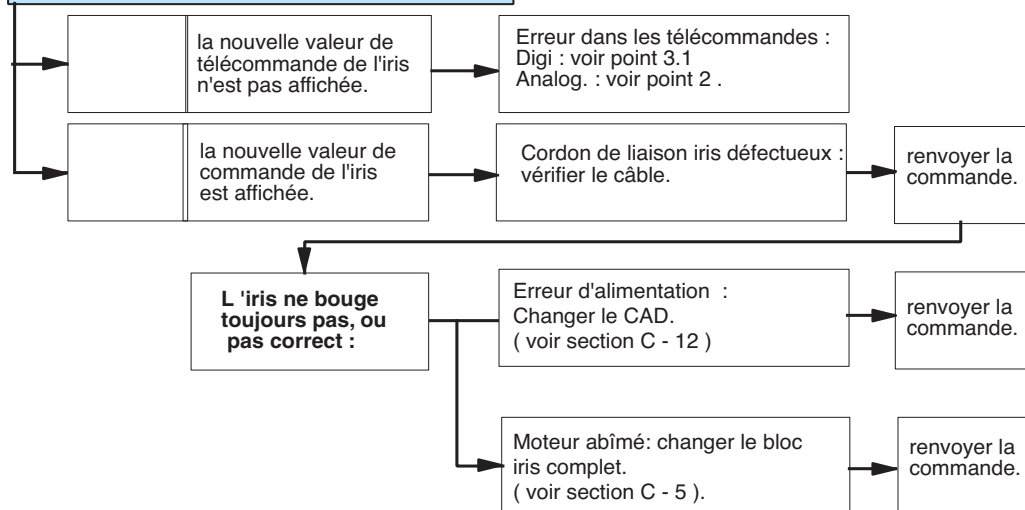 la nouvelle valeur de
télécommande de l'iris
n'est pas affichée.
Erreur dans les télécommandes :
Digi : voir point 3.1
Analog. : voir point 2 .
la nouvelle valeur de
commande de l'iris
est affichée.
Cordon de liaison iris défectueux :
vérifier le câble.
renvoyer la
commande.
L 'iris ne bouge
toujours pas, ou
pas correct :
Erreur d'alimentation :
Changer le CAD.
( voir section C - 12 )
renvoyer la
commande.
Moteur abîmé: changer le bloc
iris complet.
( voir section C - 5 ).
renvoyer la
commande.